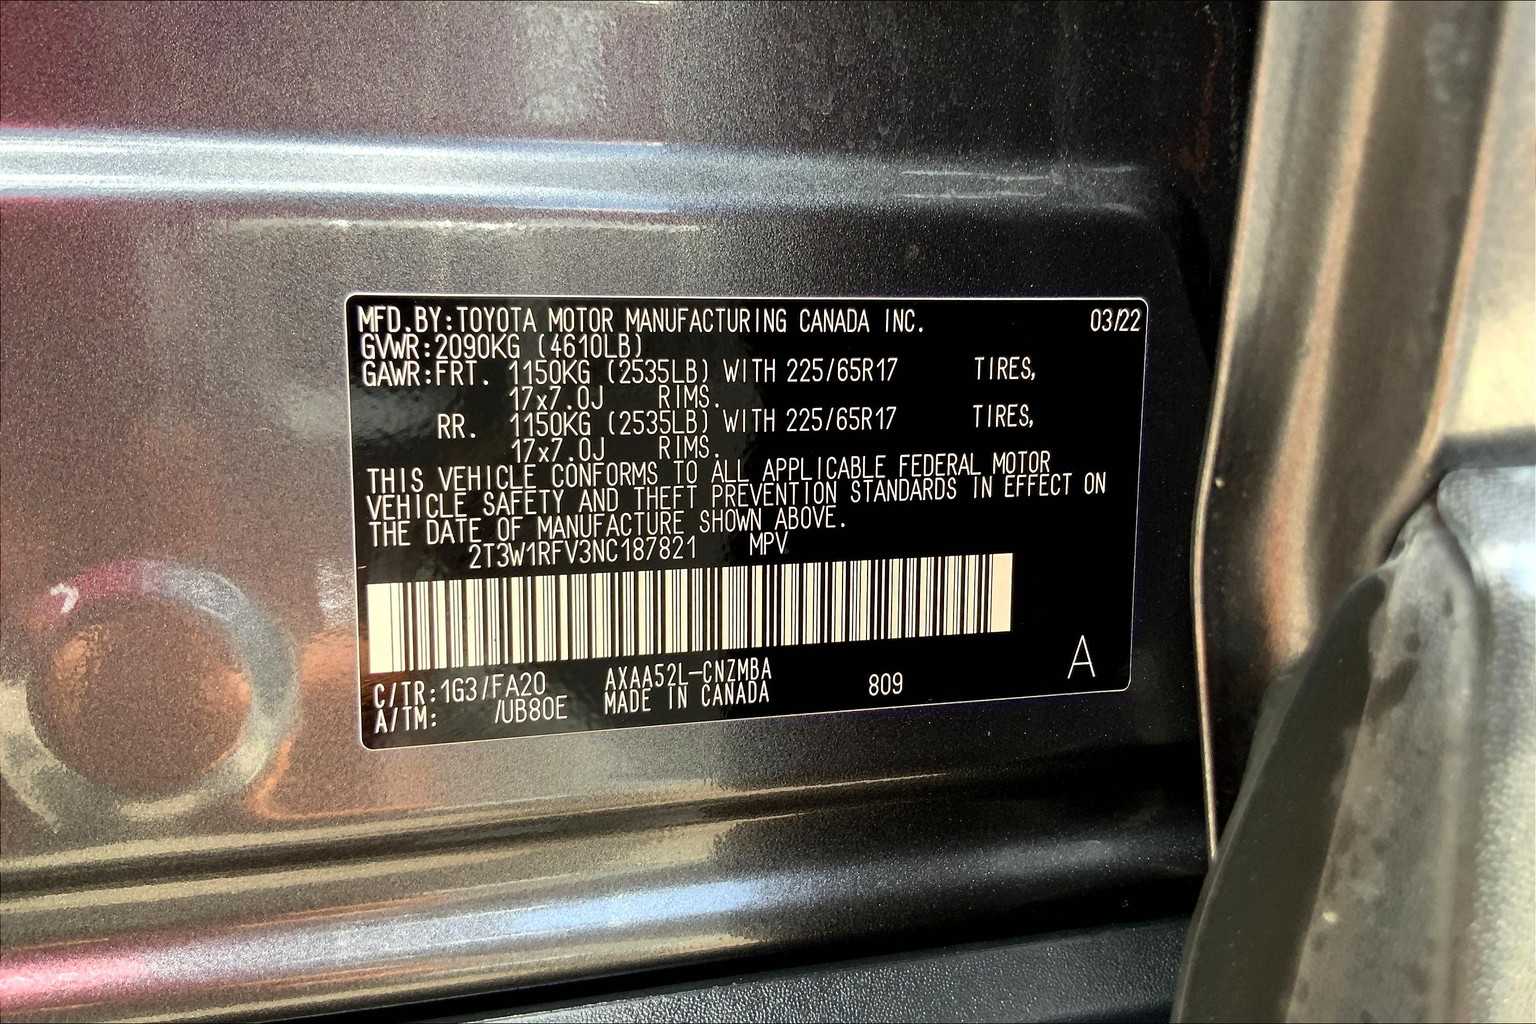 MFD.BY:TOYOTA MOTOR MANUFACTURING CANADA INC. 03/22
GVWR:2090KG (4610LB)
GAWR:FRT. 1150KG (2535LB) WITH 225/65R17 TIRES,
17x7.0J RIMS.
RR. 1150KG (2535LB) WITH 225/65R17 TIRES,
17x7.0J RIMS.
THIS VEHICLE CONFORMS TO ALL APPLICABLE FEDERAL MOTOR
VEHICLE SAFETY AND THEFT PREVENTION STANDARDS IN EFFECT ON
THE DATE OF MANUFACTURE SHOWN ABOVE.
2T3W1RFV3NC187821 MPV
C/TR:1G3/FA20 AXAA52L-CNZMBA 809 A
A/TM: /UB80E MADE IN CANADA